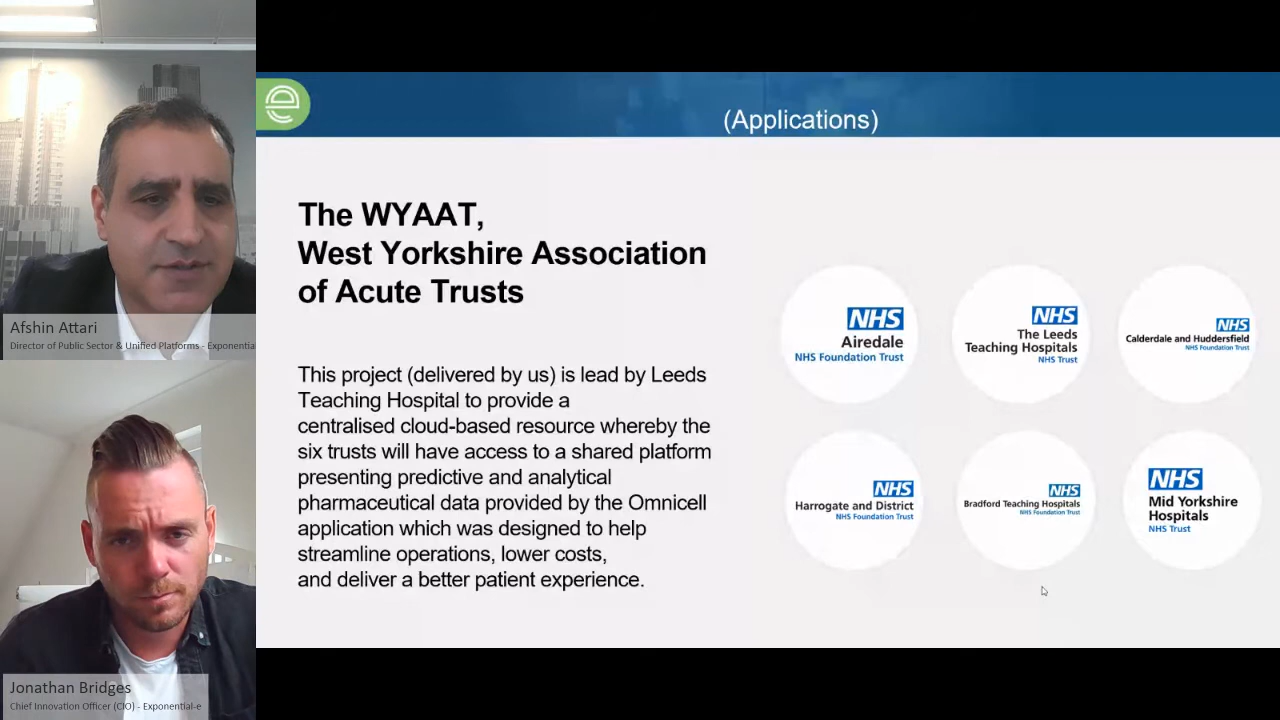 Afshin Attari
Director of Public Sector & Unified Platforms - Exponentia
Jonathan Bridges
Chief Innovation Officer (CIO) - Exponential-e
e
(Applications)
The WYAAT,
West Yorkshire Association
of Acute Trusts
This project (delivered by us) is lead by Leeds
Teaching Hospital to provide a
centralised cloud-based resource whereby the
six trusts will have access to a shared platform
presenting predictive and analytical
pharmaceutical data provided by the Omnicell
application which was designed to help
streamline operations, lower costs,
and deliver a better patient experience.
NHS
Airedale
NHS Foundation Trust
NHS
The Leeds
Teaching Hospitals
NHS Trust
NHS
Calderdale and Huddersfield
NHS Foundation Trust
NHS
Harrogate and District
NHS Foundation Trust
NHS
Bradford Teaching Hospitals
NHS Foundation Trust
NHS
Mid Yorkshire
Hospitals
NHS Trust